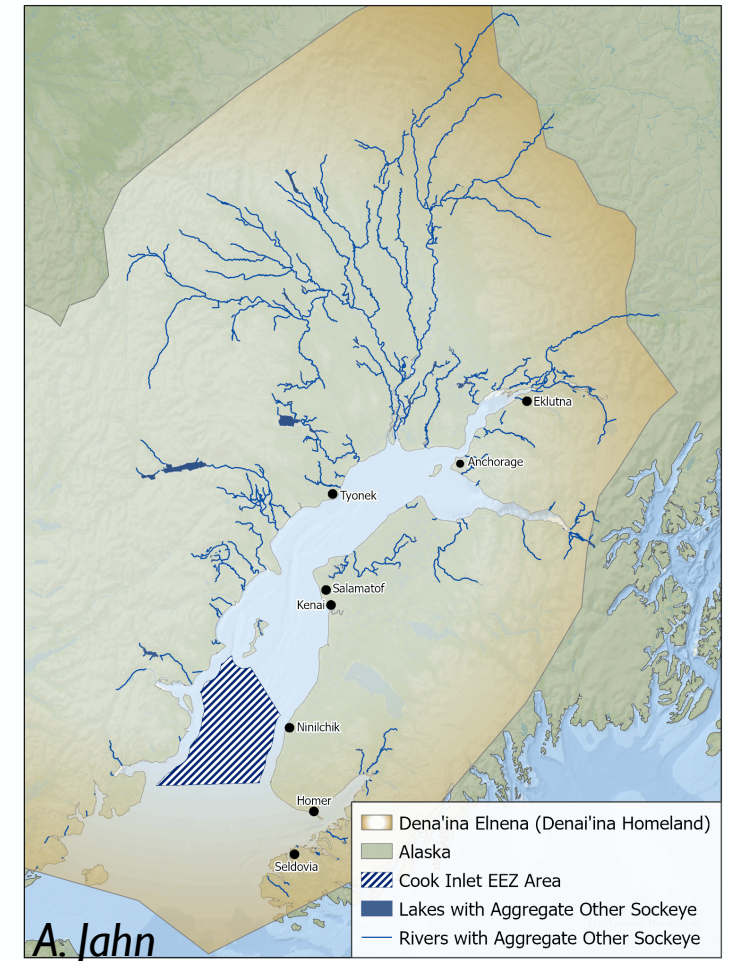 Eklutna
Anchorage
Tyonek
Salamatof
Kenai
Ninilchik
Homer
Seldovia
Dena'ina Elnena (Denai'ina Homeland)
Alaska
Cook Inlet EEZ Area
Lakes with Aggregate Other Sockeye
Rivers with Aggregate Other Sockeye
A. Jahn